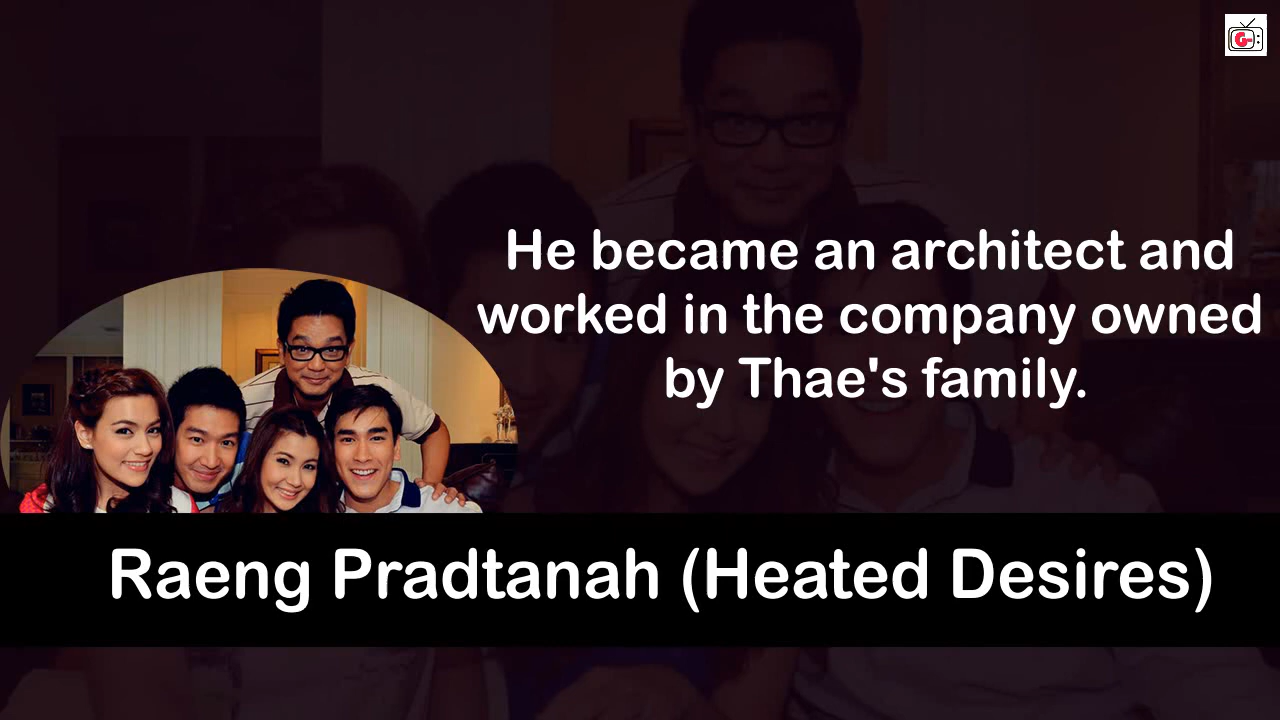 He became an architect and
worked in the company owned
by Thae's family.
Raeng Pradtanah (Heated Desires)